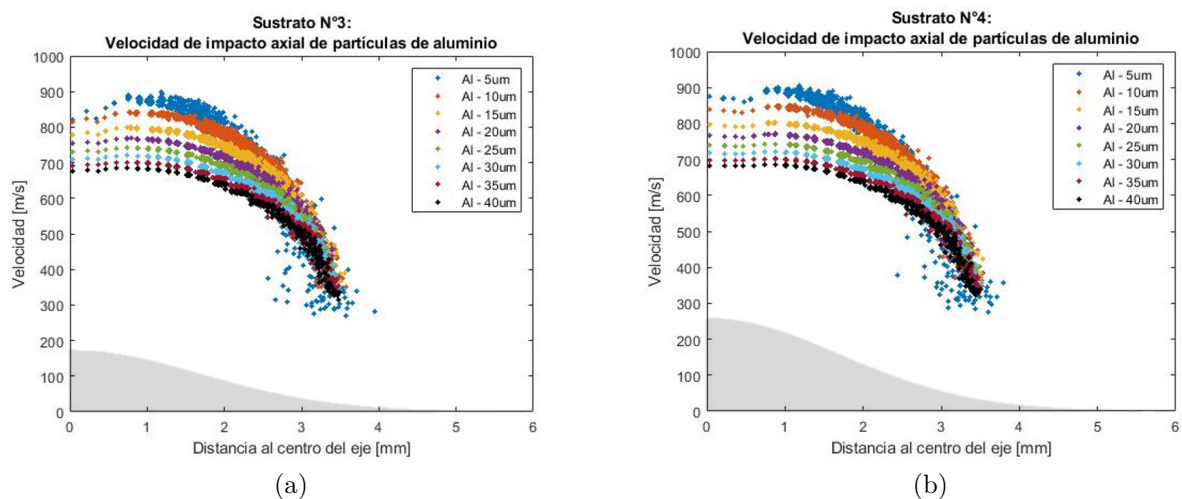 Sustrato N°3:
Velocidad de impacto axial de partículas de aluminio
1000
900
800
700
600
500
400
300
200
100
0
Velocidad [m/s]
Al - 5um
Al - 10um
Al - 15um
Al - 20um
Al - 25um
Al - 30um
Al - 35um
Al - 40um
0 1 2 3 4 5 6
Distancia al centro del eje [mm]
(a)
Sustrato N°4:
Velocidad de impacto axial de partículas de aluminio
1000
900
800
700
600
500
400
300
200
100
0
Velocidad [m/s]
Al - 5um
Al - 10um
Al - 15um
Al - 20um
Al - 25um
Al - 30um
Al - 35um
Al - 40um
0 1 2 3 4 5 6
Distancia al centro del eje [mm]
(b)